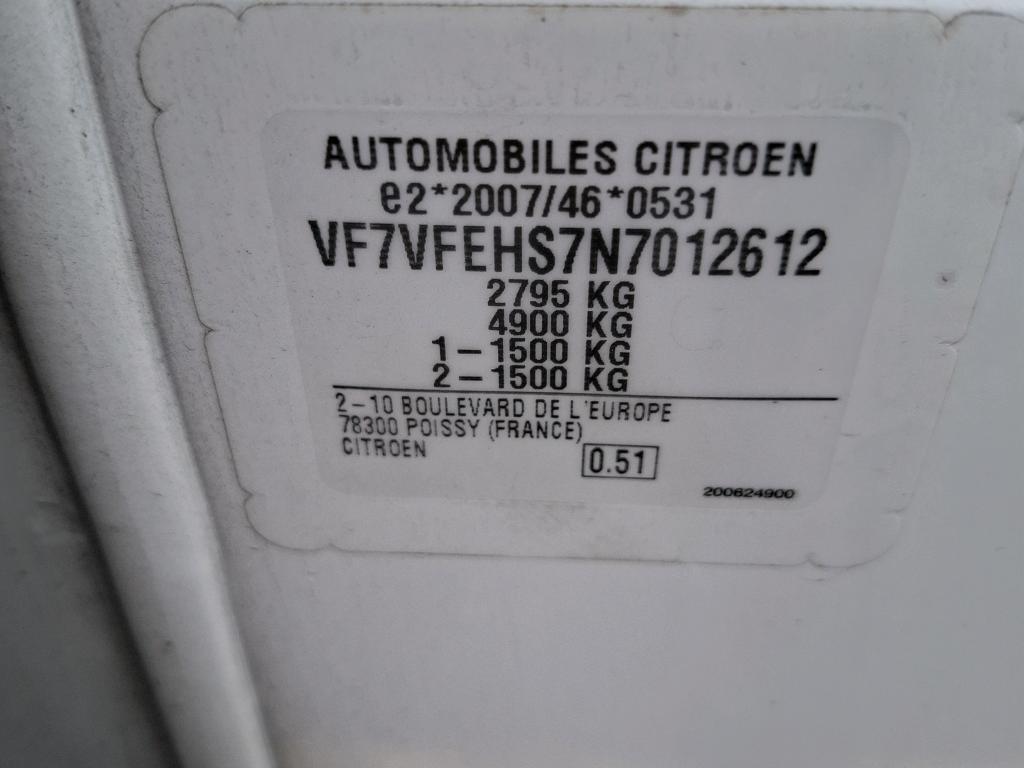 AUTOMOBILES CITROEN
e2*2007/46*0531
VF7VFEHS7N7012612
2795 KG
4900 KG
1-1500 KG
2-1500 KG
2-10 BOULEVARD DE L'EUROPE
78300 POISSY (FRANCE)
CITROEN
0.51
200624900